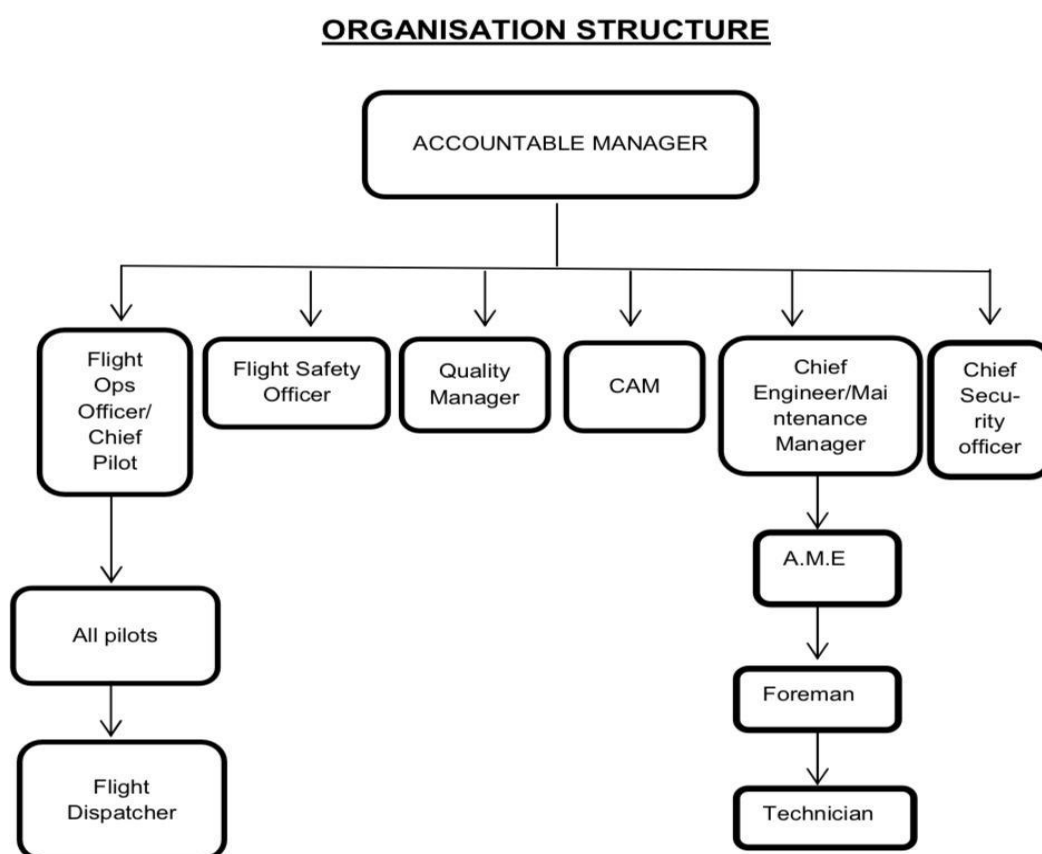 ORGANISATION STRUCTURE
ACCOUNTABLE MANAGER
Flight
Ops
Officer/
Chief
Pilot
Flight Safety
Officer
Quality
Manager
CAM
Chief
Engineer/Mai
ntenance
Manager
Chief
Secu-
rity
officer
A.M.E
All pilots
Foreman
Flight
Dispatcher
Technician